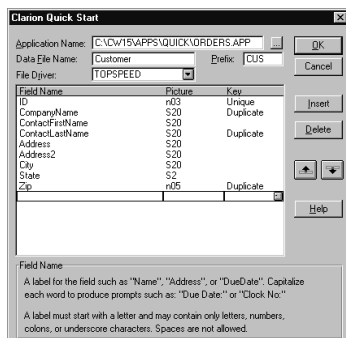 Clarion Quick Start
Application Name: C:\CW15\APPS\QUICK\ORDERS.APP ... OK
Data File Name: Customer Prefix: CUS
Cancel
File Driver: TOPSPEED
Field Name Picture Key
ID n03 Unique
CompanyName S20 Duplicate
Insert
ContactFirstName S20
ContactLastName S20 Duplicate
Delete
Address S20
Address2 S20
City S20
State S2
Zip n05 Duplicate
Help
Field Name
A label for the field such as "Name", "Address", or "DueDate". Capitalize
each word to produce prompts such as: "Due Date:" or "Clock No:"
A label must start with a letter and may contain only letters, numbers,
colons, or underscore characters. Spaces are not allowed.